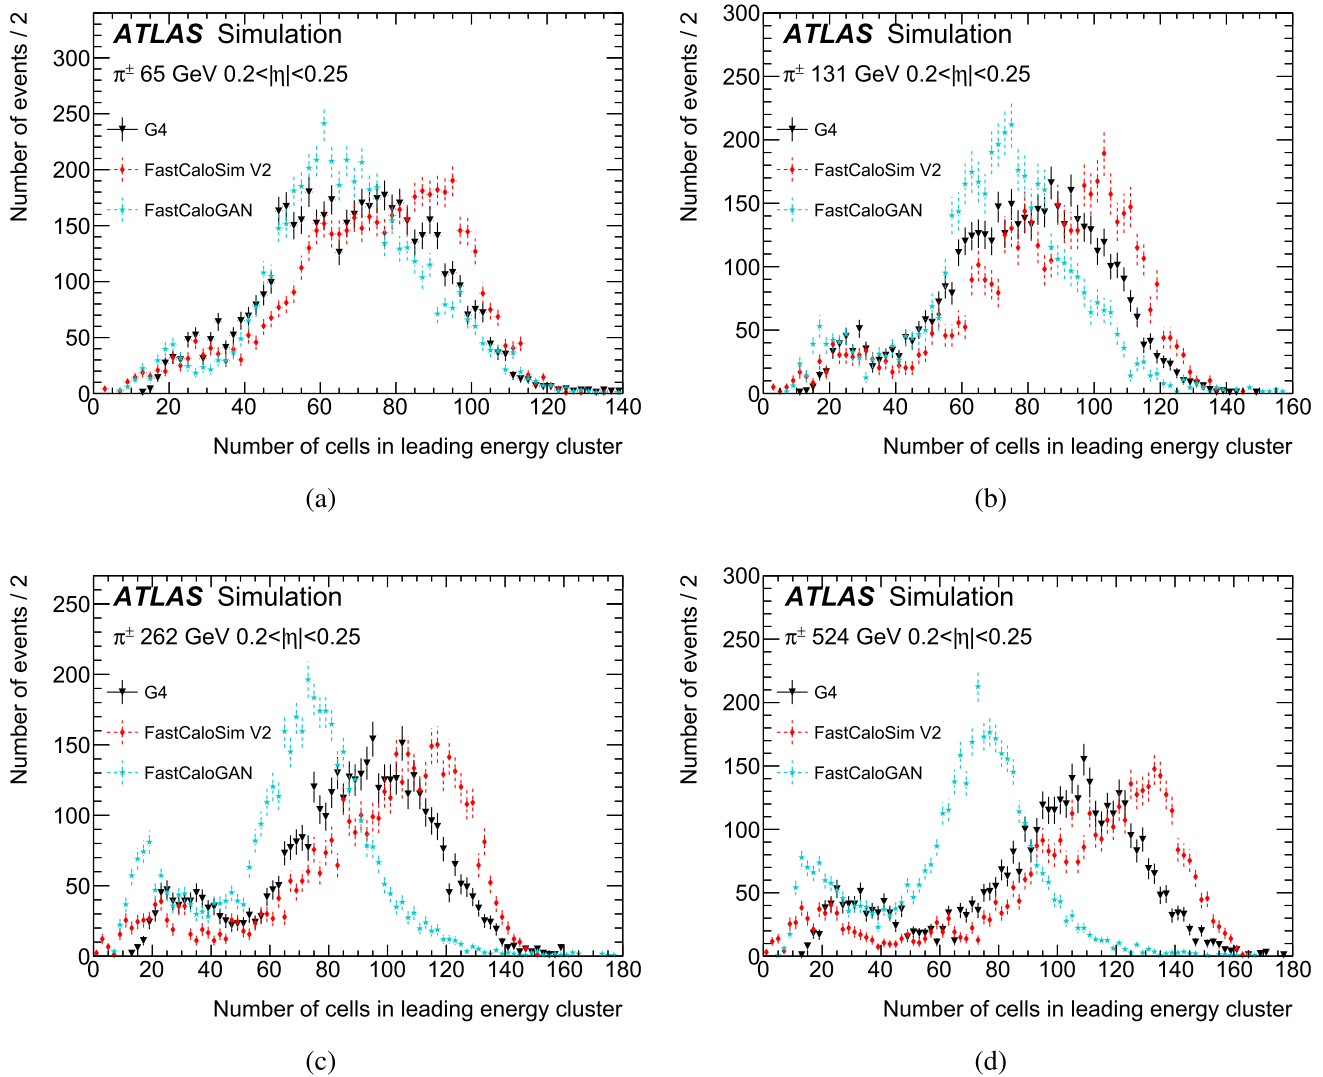 ATLAS Simulation
π± 65 GeV 0.2<|η|<0.25
G4
FastCaloSim V2
FastCaloGAN
Number of events / 2
0
50
100
150
200
250
300
0 20 40 60 80 100 120 140
Number of cells in leading energy cluster
(a)
ATLAS Simulation
π± 131 GeV 0.2<|η|<0.25
G4
FastCaloSim V2
FastCaloGAN
Number of events / 2
0
50
100
150
200
250
300
0 20 40 60 80 100 120 140 160
Number of cells in leading energy cluster
(b)
ATLAS Simulation
π± 262 GeV 0.2<|η|<0.25
G4
FastCaloSim V2
FastCaloGAN
Number of events / 2
0
50
100
150
200
250
0 20 40 60 80 100 120 140 160 180
Number of cells in leading energy cluster
(c)
ATLAS Simulation
π± 524 GeV 0.2<|η|<0.25
G4
FastCaloSim V2
FastCaloGAN
Number of events / 2
0
50
100
150
200
250
300
0 20 40 60 80 100 120 140 160 180
Number of cells in leading energy cluster
(d)